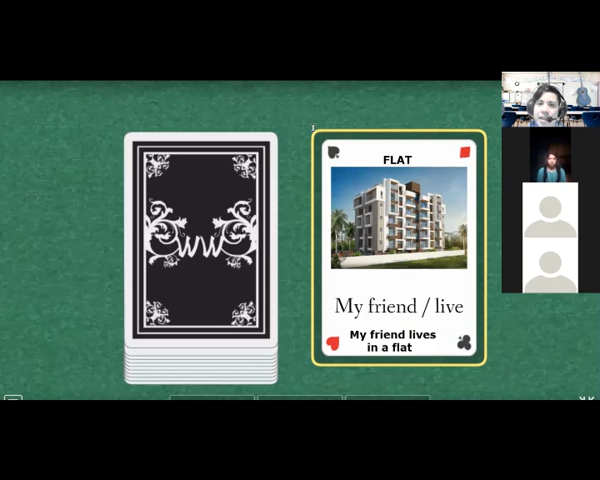 FLAT
My friend / live
My friend lives
in a flat